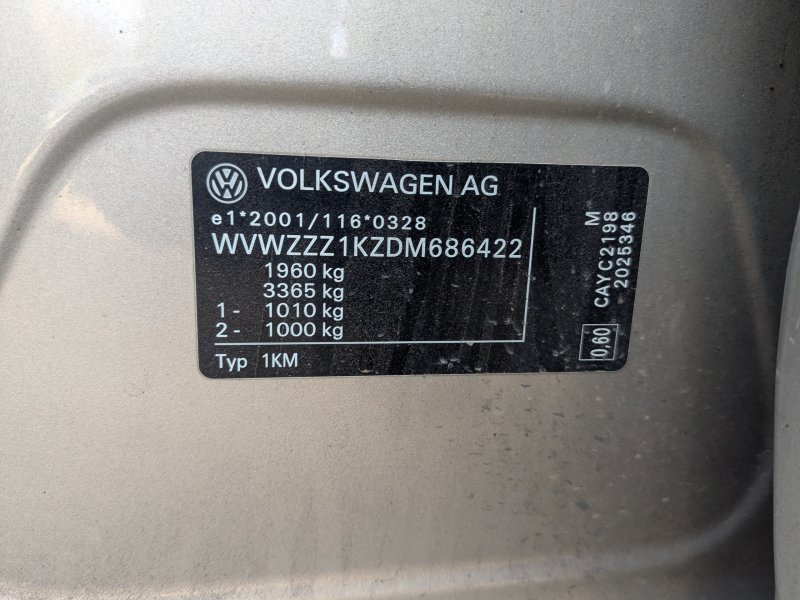 VOLKSWAGEN AG
e1*2001/116*0328
WVWZZZ1KZDM686422
1960 kg
3365 kg
1- 1010 kg
2- 1000 kg
Typ 1KM
0,60
CAYC2198
M
2025346